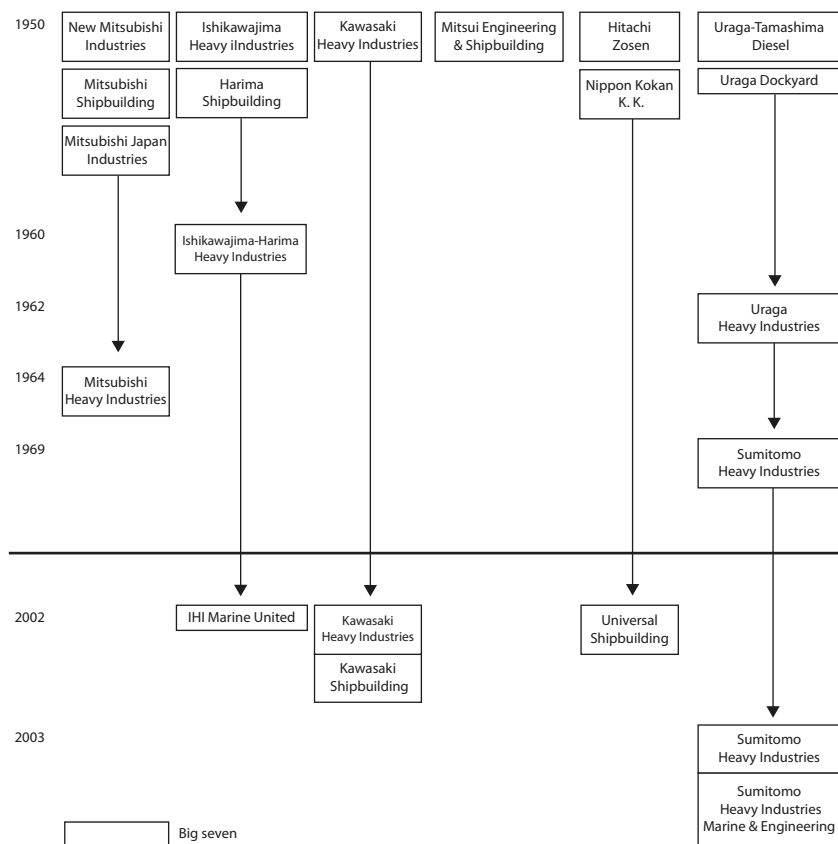 1950
New Mitsubishi
Industries
Ishikawajima
Heavy iIndustries
Kawasaki
Heavy Industries
Mitsui Engineering
& Shipbuilding
Hitachi
Zosen
Uraga-Tamashima
Diesel
Mitsubishi
Shipbuilding
Harima
Shipbuilding
Nippon Kokan
K. K.
Uraga Dockyard
Mitsubishi Japan
Industries
1960
Ishikawajima-Harima
Heavy Industries
1962
Uraga
Heavy Industries
1964
Mitsubishi
Heavy Industries
1969
Sumitomo
Heavy Industries
2002
IHI Marine United
Kawasaki
Heavy Industries
Kawasaki
Shipbuilding
Universal
Shipbuilding
2003
Sumitomo
Heavy Industries
Sumitomo
Heavy Industries
Marine & Engineering
Big seven